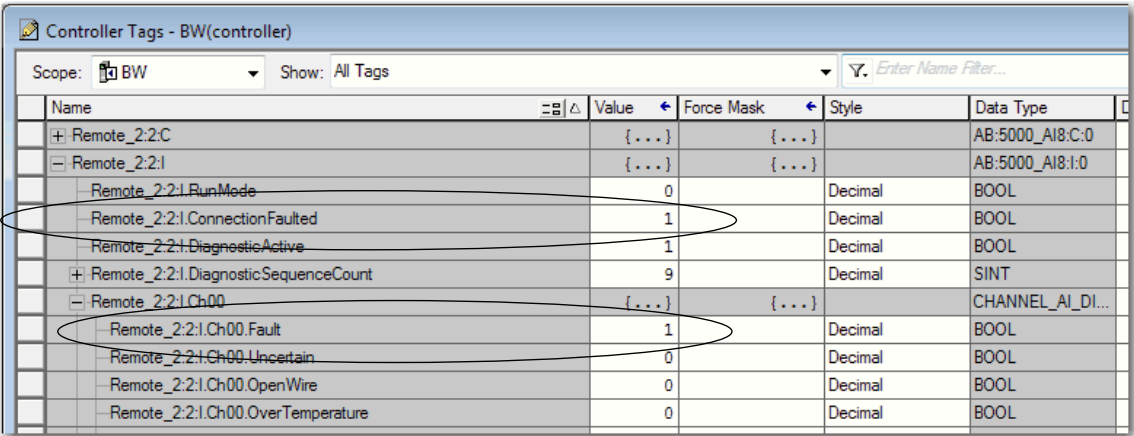 Controller Tags - BW(controller)
Scope: BW Show: All Tags Enter Name Filter...
Name Value Force Mask Style Data Type D
Remote_2:2:C {...} {...} AB:5000_AI8:C:0
Remote_2:2:I {...} {...} AB:5000_AI8:I:0
Remote_2:2:I.RunMode 0 Decimal BOOL
Remote_2:2:I.ConnectionFaulted 1 Decimal BOOL
Remote_2:2:I.DiagnosticActive 1 Decimal BOOL
Remote_2:2:I.DiagnosticSequenceCount 9 Decimal SINT
Remote_2:2:I.Ch00 {...} {...} CHANNEL_AI_DI...
Remote_2:2:I.Ch00.Fault 1 Decimal BOOL
Remote_2:2:I.Ch00.Uncertain 0 Decimal BOOL
Remote_2:2:I.Ch00.OpenWire 0 Decimal BOOL
Remote_2:2:I.Ch00.OverTemperature 0 Decimal BOOL